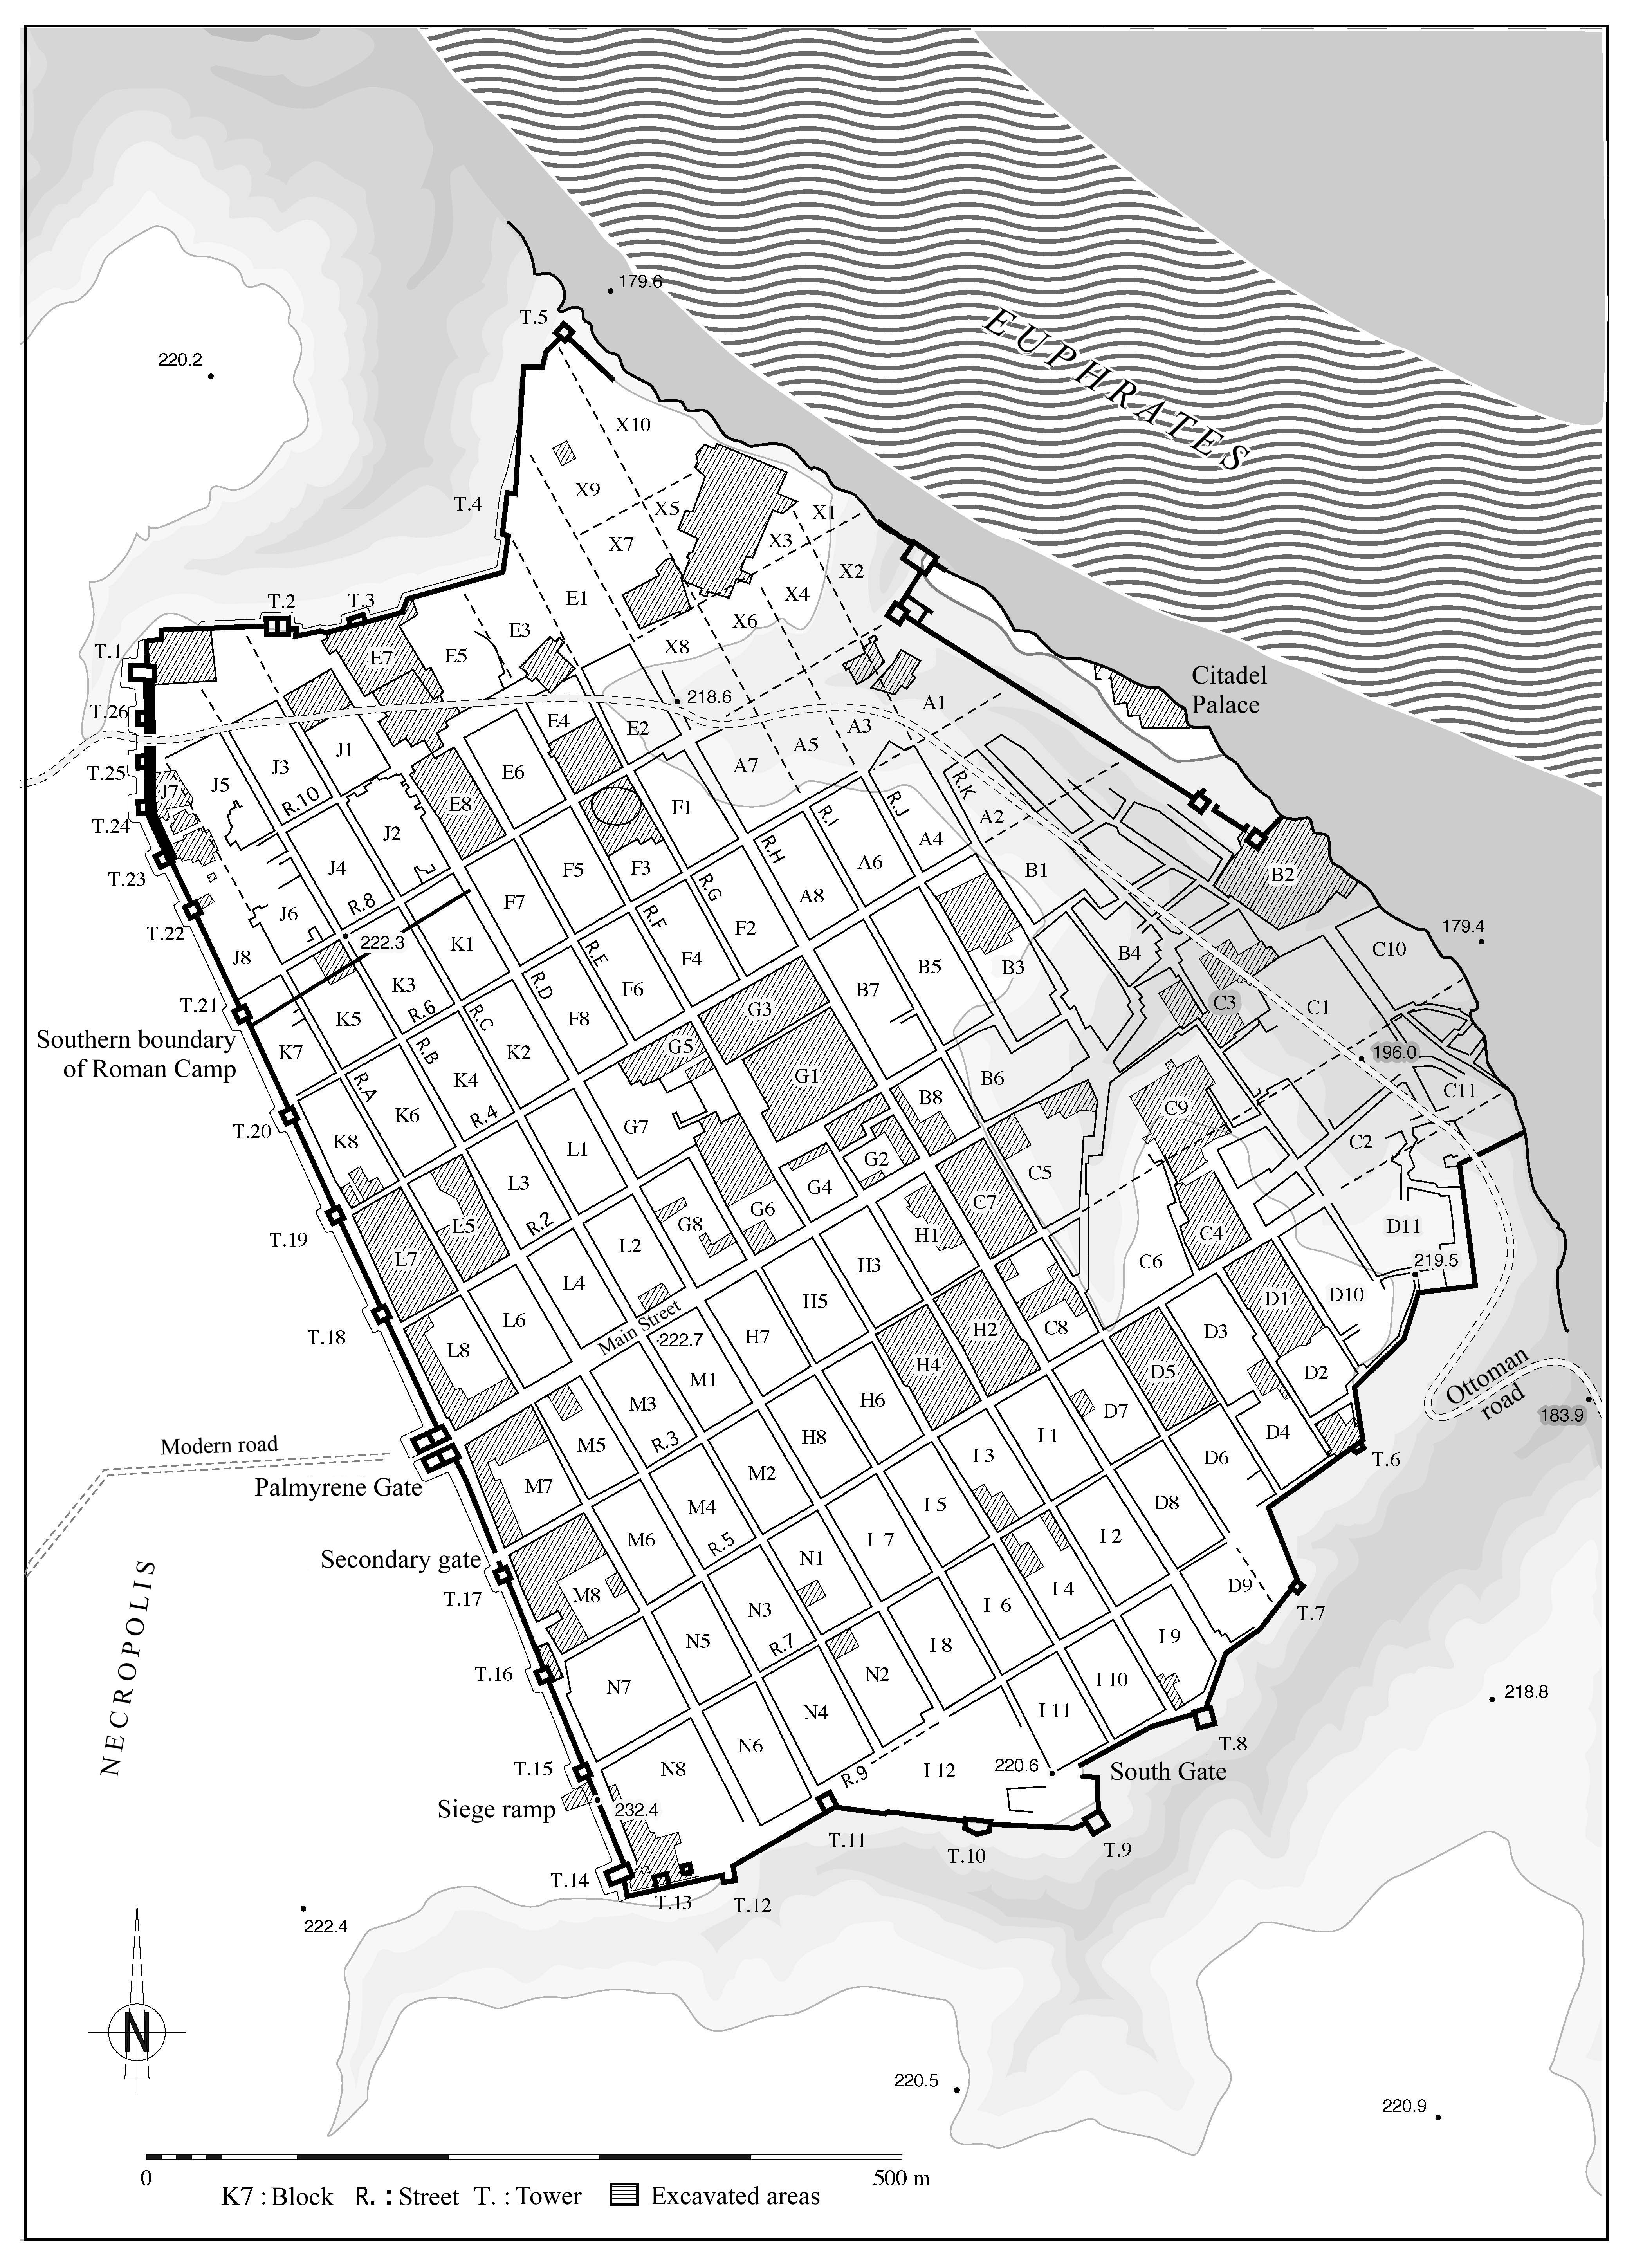 EUPHRATES
179.6
T.5
220.2
X10
X9
T.4
X5
X1
X7
X3
X2
T.2
T.3
E1
X4
X6
E3
T.1
E7
E5
X8
Citadel
Palace
218.6
A1
T.26
E4
E2
A3
J1
A5
J3
A7
E6
T.25
J5
R.K
J7
R.10
E8
F1
R.J
A2
R.I
T.24
J2
A4
R.H
A6
J4
F5
F3
B1
B2
T.23
R.G
A8
R.8
F7
J6
R.F
F2
179.4
T.22
222.3
K1
R.E
C10
J8
F4
B4
B5
B3
K3
R.D
F6
B7
T.21
R.6
C3
C1
K5
R.C
F8
G3
Southern boundary
of Roman Camp
K7
R.B
K2
G5
196.0
G1
B6
R.A
K4
C11
B8
K6
R.4
G7
C9
T.20
K8
L1
C2
G2
C5
L3
G4
C7
R.2
G6
L5
G8
D11
T.19
H1
C4
L7
L2
H3
C6
219.5
L4
H5
D1
D10
L6
Main Street
C8
H2
T.18
L8
222.7
H7
D3
H4
D5
D2
M1
Ottoman
road
M3
H6
D7
183.9
R.3
M5
H8
I 1
D4
Modern road
I 3
D6
T.6
Palmyrene Gate
M7
M2
D8
M4
I 5
M6
R.5
I 7
I 2
Secondary gate
N1
M8
I 4
D9
T.17
N3
I 6
T.7
NECROPOLIS
N5
R.7
I 8
I 9
T.16
N2
I 10
N7
N4
I 11
218.8
N6
T.8
T.15
N8
R.9
I 12
220.6
South Gate
Siege ramp
232.4
T.11
T.10
T.9
T.14
T.13
T.12
222.4
N
220.5
220.9
0
500 m
K7 : Block R. : Street T. : Tower Excavated areas